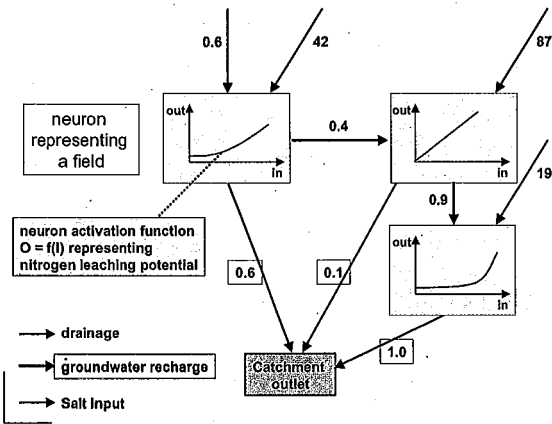 0.6
42
87
out
in
0.4
out
in
neuron
representing
a field
19
0.9
out
in
neuron activation function
O = f(I) representing
nitrogen leaching potential
0.6
0.1
1.0
drainage
groundwater recharge
Salt Input
Catchment
outlet